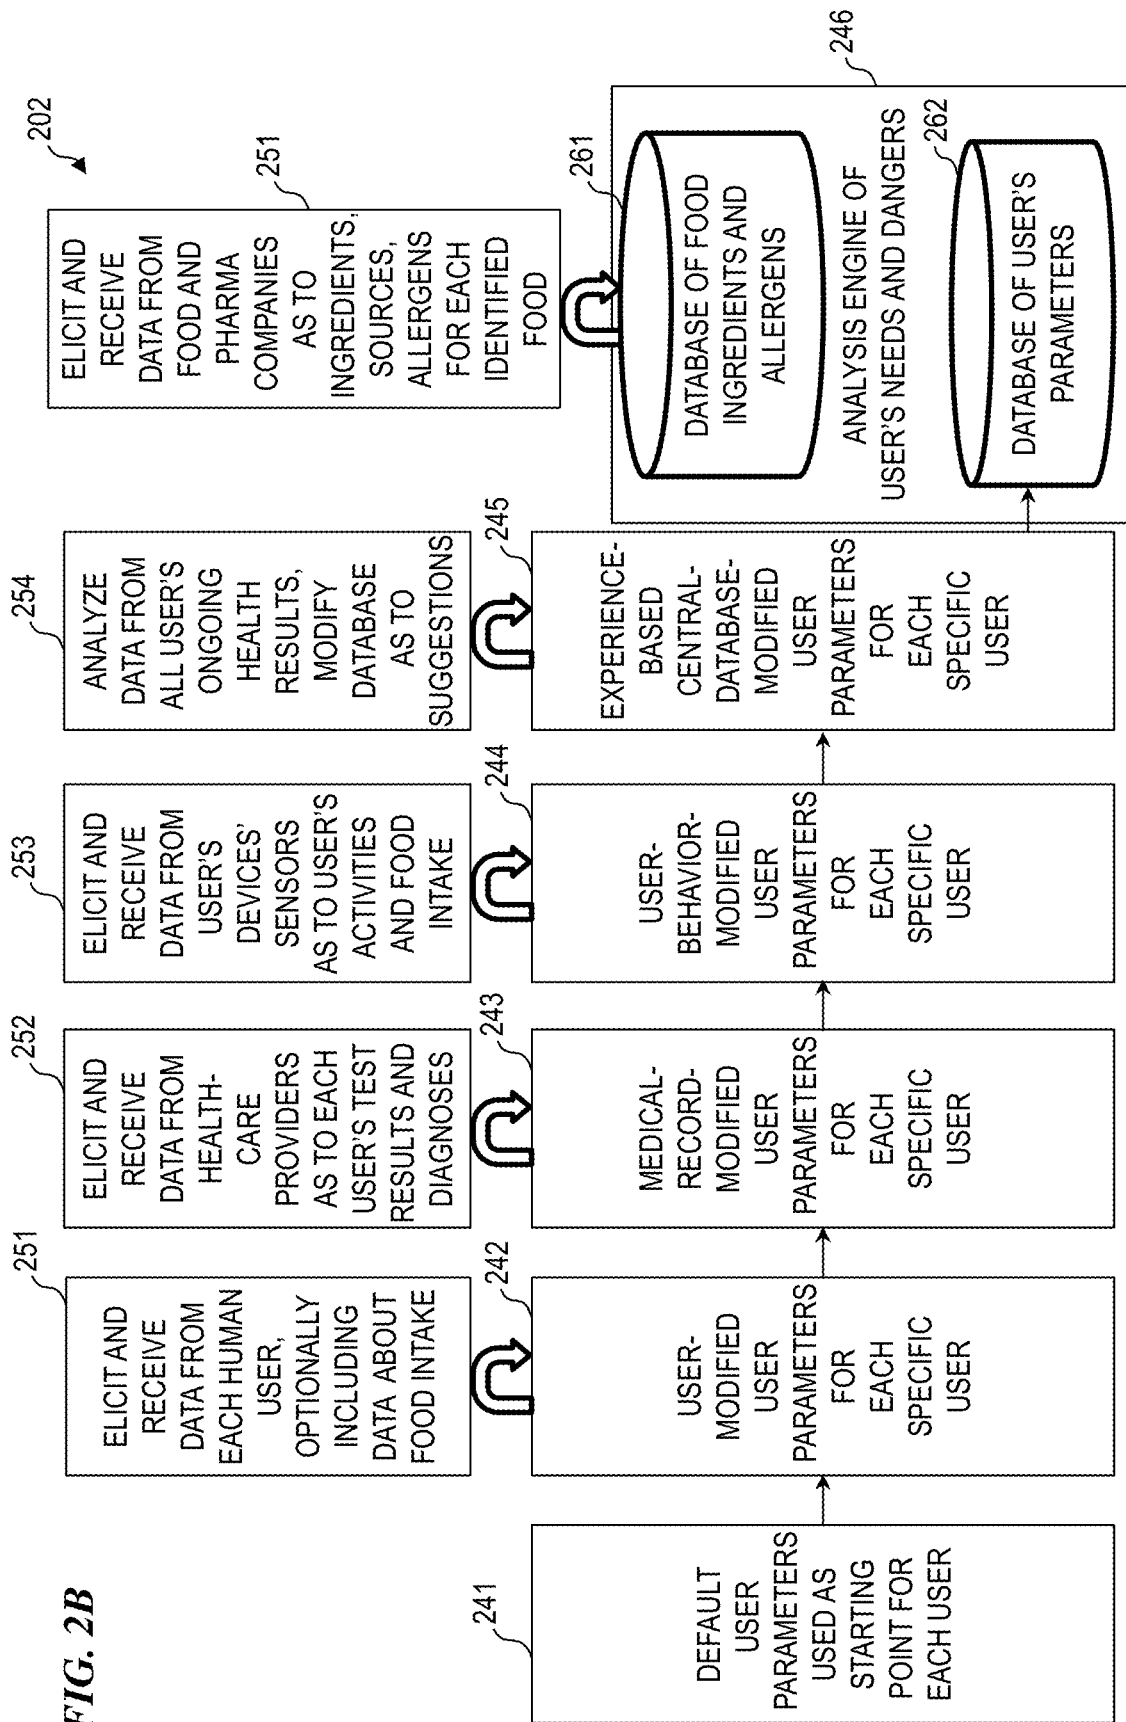 FIG. 2B
202
251
ELICIT AND
RECEIVE
DATA FROM
EACH HUMAN
USER,
OPTIONALLY
INCLUDING
DATA ABOUT
FOOD INTAKE
252
ELICIT AND
RECEIVE
DATA FROM
HEALTH-
CARE
PROVIDERS
AS TO EACH
USER'S TEST
RESULTS AND
DIAGNOSES
253
ELICIT AND
RECEIVE
DATA FROM
USER'S
DEVICES'
SENSORS
AS TO USER'S
ACTIVITIES
AND FOOD
INTAKE
254
ANALYZE
DATA FROM
ALL USER'S
ONGOING
HEALTH
RESULTS,
MODIFY
DATABASE
AS TO
SUGGESTIONS
251
ELICIT AND
RECEIVE
DATA FROM
FOOD AND
PHARMA
COMPANIES
AS TO
INGREDIENTS,
SOURCES,
ALLERGENS
FOR EACH
IDENTIFIED
FOOD
241
DEFAULT
USER
PARAMETERS
USED AS
STARTING
POINT FOR
EACH USER
242
USER-
MODIFIED
USER
PARAMETERS
FOR
EACH
SPECIFIC
USER
243
MEDICAL-
RECORD-
MODIFIED
USER
PARAMETERS
FOR
EACH
SPECIFIC
USER
244
USER-
BEHAVIOR-
MODIFIED
USER
PARAMETERS
FOR
EACH
SPECIFIC
USER
245
EXPERIENCE-
BASED
CENTRAL-
DATABASE-
MODIFIED
USER
PARAMETERS
FOR
EACH
SPECIFIC
USER
246
261
DATABASE OF FOOD
INGREDIENTS AND
ALLERGENS
ANALYSIS ENGINE OF
USER'S NEEDS AND DANGERS
262
DATABASE OF USER'S
PARAMETERS